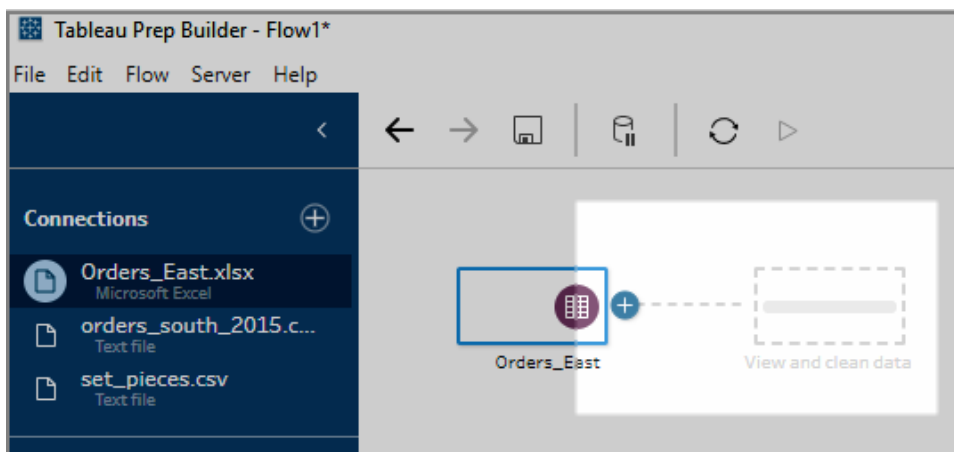 Tableau Prep Builder - Flow1*
File Edit Flow Server Help
Connections
Orders_East.xlsx
Microsoft Excel
orders_south_2015.c...
Text file
set_pieces.csv
Text file
Orders_East
View and clean data